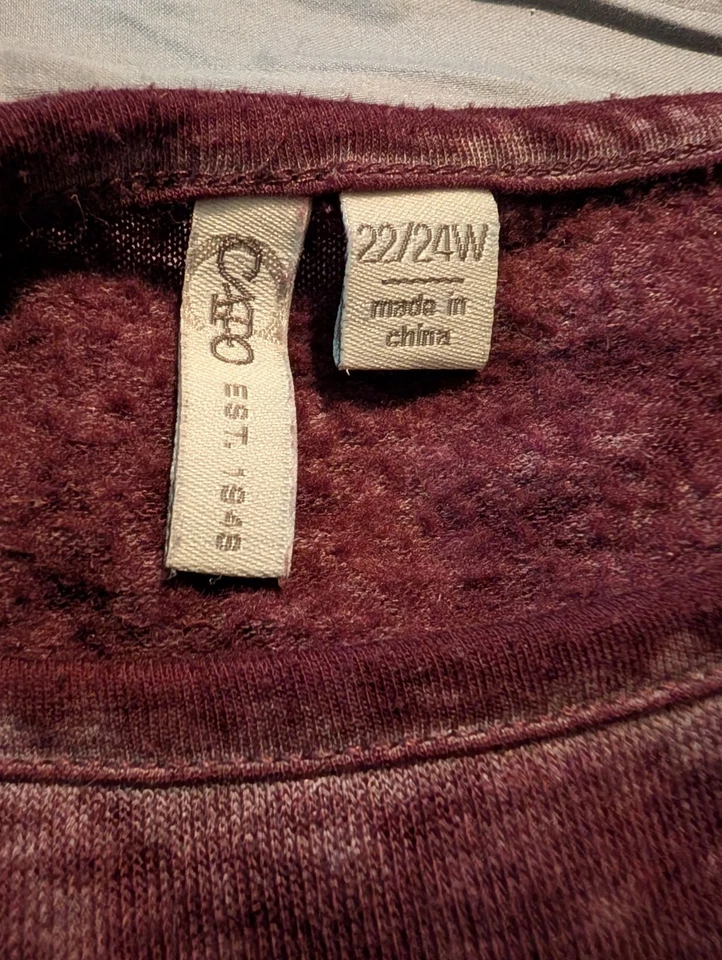 CATO
EST. 1946
22/24W
made in
china